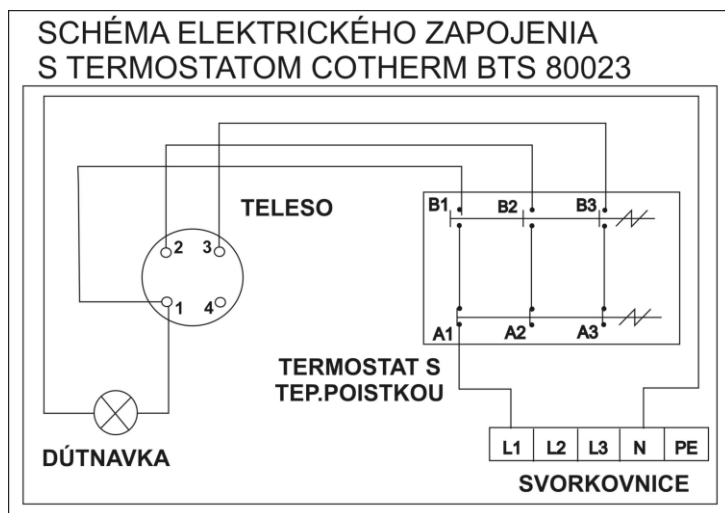 SCHÉMA ELEKTRICKÉHO ZAPOJENIA
S TERMOSTATOM COTHERM BTS 80023
TELESO
B1 B2 B3
2 3
1 4
A1 A2 A3
TERMOSTAT S
TEP.POISTKOU
DÚTNAVKA
L1 L2 L3 N PE
SVORKOVNICE